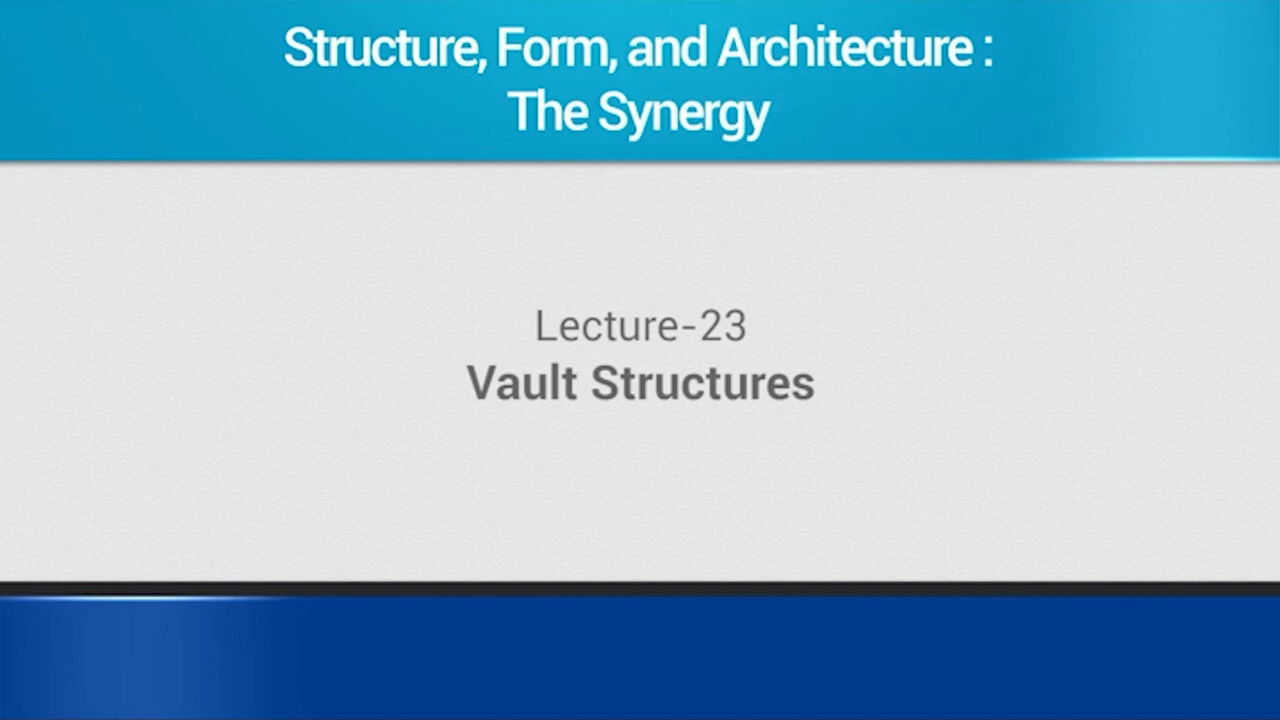 Structure, Form, and Architecture :
The Synergy
Lecture-23
Vault Structures